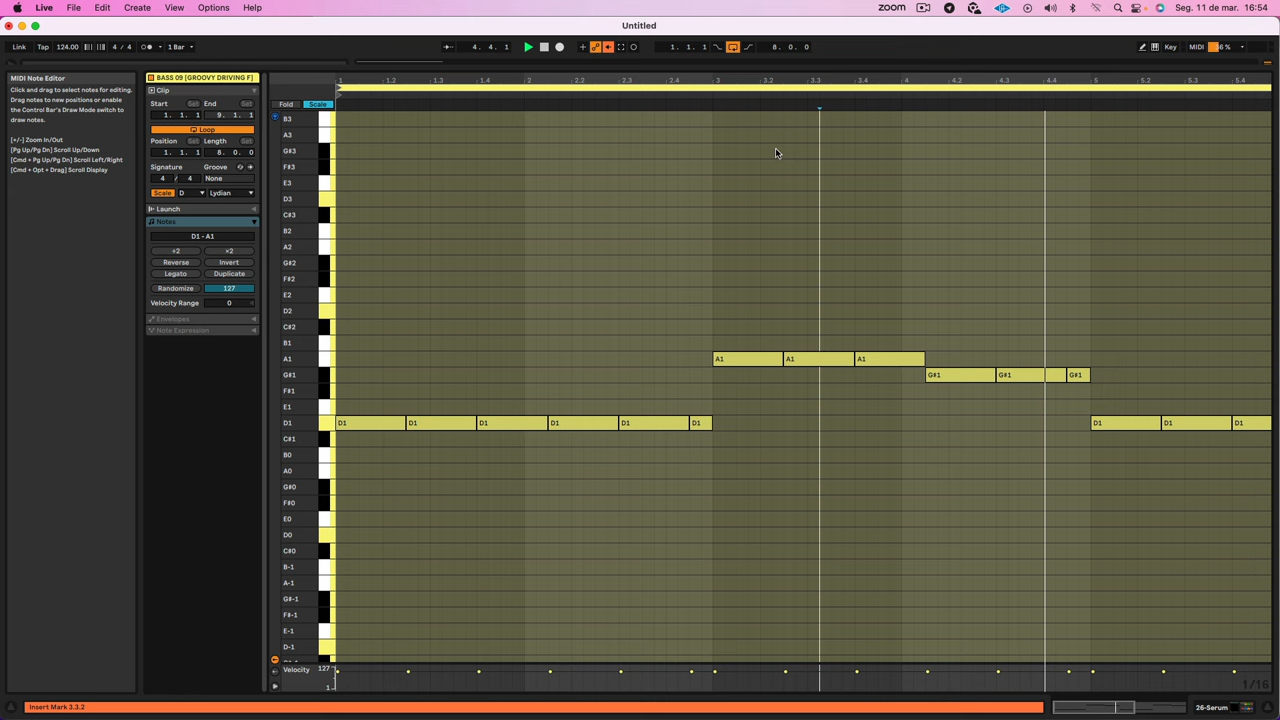 Live File Edit Create View Options Help zoom Seg. 11 de mar. 16:54
Untitled
Link Tap 124.00 4 / 4 1 Bar 4. 4. 1 1. 1. 1 8. 0. 0 Key MIDI
MIDI Note Editor
Click and drag to select notes for editing.
Drag notes to new positions or enable
the Control Bar's Draw Mode switch to
draw notes.
[+/-] Zoom In/Out
[Pg Up/Pg Dn] Scroll Up/Down
[Cmd + Pg Up/Pg Dn] Scroll Left/Right
[Cmd + Opt + Drag] Scroll Display
BASS 09 [GROOVY DRIVING F]
Clip
Start Set End Set
1. 1. 1 9. 1. 1
Loop
Position Set Length Set
1. 1. 1 8. 0. 0
Signature Groove
4 / 4 None
Scale D Lydian
Launch
Notes
D1 - A1
÷2 ×2
Reverse Invert
Legato Duplicate
Randomize 127
Velocity Range 0
Envelopes
Note Expression
1 1.2 1.3 1.4 2 2.2 2.3 2.4 3 3.2 3.3 3.4 4 4.2 4.3 4.4 5 5.2 5.3 5.4
Fold Scale
B3
A3
G#3
F#3
E3
D3
C#3
B2
A2
G#2
F#2
E2
D2
C#2
B1
A1 A1 A1 A1
G#1 G#1 G#1 G#1
F#1
E1
D1 D1 D1 D1 D1 D1 D1 D1 D1 D1
C#1
B0
A0
G#0
F#0
E0
D0
C#0
B-1
A-1
G#-1
F#-1
E-1
D-1
Velocity 127
1
1/16
Insert Mark 3.3.2
26-Serum